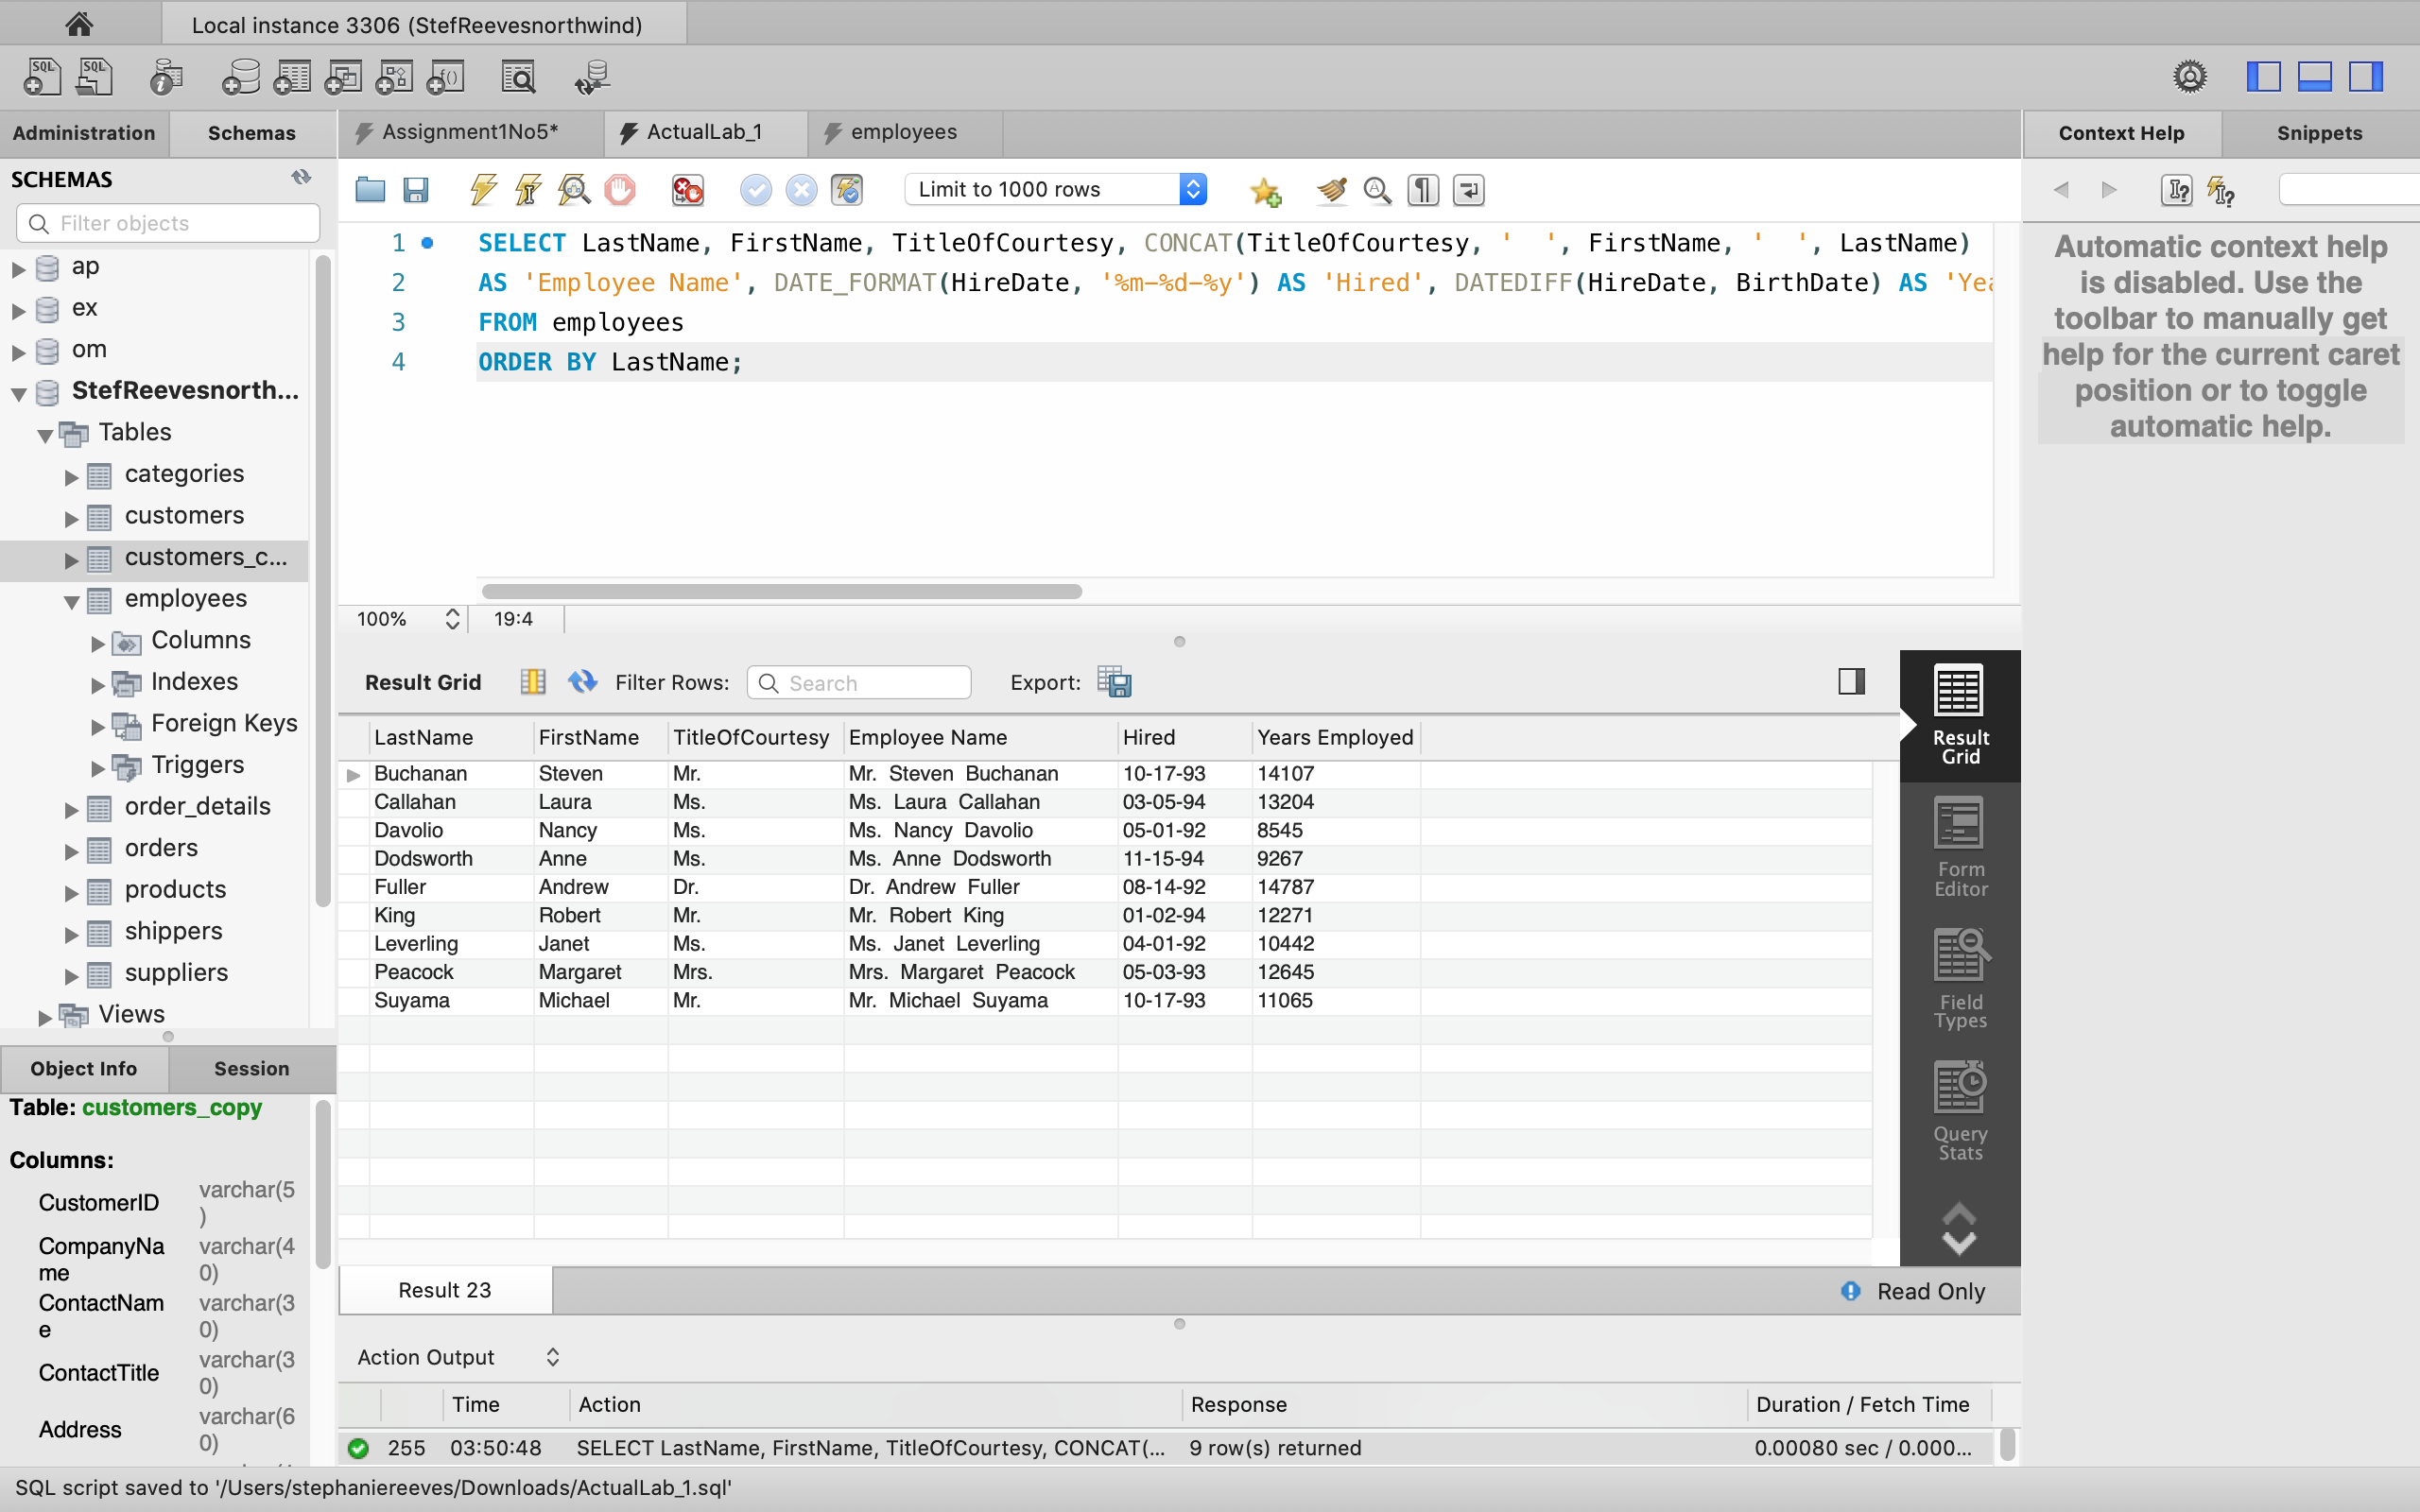 Local instance 3306 (StefReevesnorthwind)
Administration
Schemas
Assignment1No5*
ActualLab_1
employees
Context Help
Snippets
SCHEMAS
Filter objects
Limit to 1000 rows
ap
ex
om
StefReevesnorth...
Tables
categories
customers
customers_c...
employees
Columns
Indexes
Foreign Keys
Triggers
order_details
orders
products
shippers
suppliers
Views
1 SELECT LastName, FirstName, TitleOfCourtesy, CONCAT(TitleOfCourtesy, '  ', FirstName, '  ', LastName)
2 AS 'Employee Name', DATE_FORMAT(HireDate, '%m-%d-%y') AS 'Hired', DATEDIFF(HireDate, BirthDate) AS 'Yea
3 FROM employees
4 ORDER BY LastName;
Automatic context help
is disabled. Use the
toolbar to manually get
help for the current caret
position or to toggle
automatic help.
100% 19:4
Result Grid Filter Rows: Search Export:
LastName FirstName TitleOfCourtesy Employee Name Hired Years Employed
Buchanan Steven Mr. Mr.  Steven  Buchanan 10-17-93 14107
Callahan Laura Ms. Ms.  Laura  Callahan 03-05-94 13204
Davolio Nancy Ms. Ms.  Nancy  Davolio 05-01-92 8545
Dodsworth Anne Ms. Ms.  Anne  Dodsworth 11-15-94 9267
Fuller Andrew Dr. Dr.  Andrew  Fuller 08-14-92 14787
King Robert Mr. Mr.  Robert  King 01-02-94 12271
Leverling Janet Ms. Ms.  Janet  Leverling 04-01-92 10442
Peacock Margaret Mrs. Mrs.  Margaret  Peacock 05-03-93 12645
Suyama Michael Mr. Mr.  Michael  Suyama 10-17-93 11065
Result
Grid
Form
Editor
Field
Types
Query
Stats
Object Info
Session
Table: customers_copy
Columns:
CustomerID varchar(5
)
CompanyNa varchar(4
me 0)
ContactNam varchar(3
e 0)
ContactTitle varchar(3
0)
Address varchar(6
0)
Result 23
Read Only
Action Output
Time Action Response Duration / Fetch Time
255 03:50:48 SELECT LastName, FirstName, TitleOfCourtesy, CONCAT(... 9 row(s) returned 0.00080 sec / 0.000...
SQL script saved to '/Users/stephaniereeves/Downloads/ActualLab_1.sql'
SQL
SQL